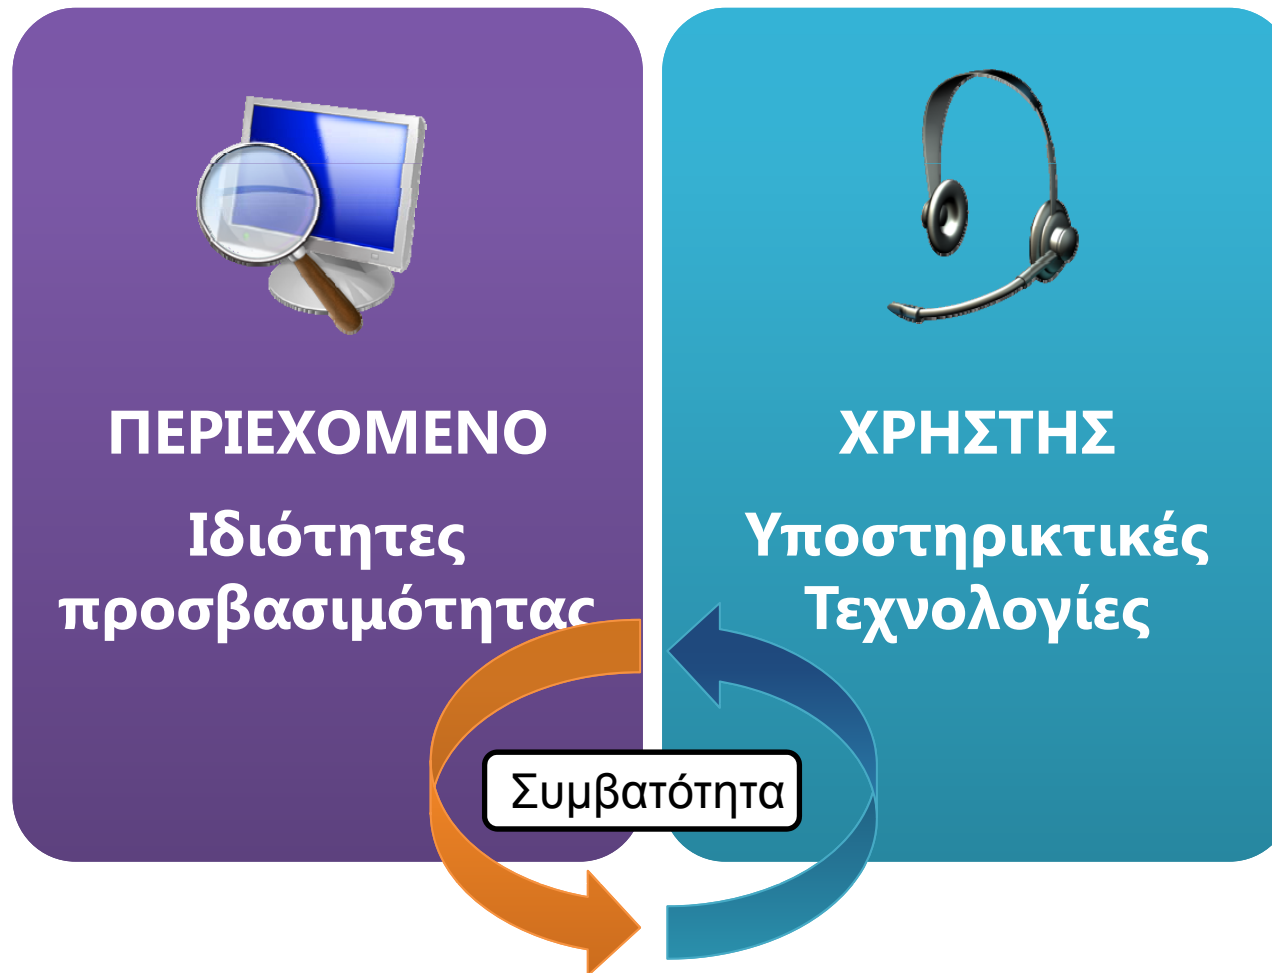 ΠΕΡΙΕΧΟΜΕΝΟ
Ιδιότητες
προσβασιμότητας
ΧΡΗΣΤΗΣ
Υποστηρικτικές
Τεχνολογίες
Συμβατότητα